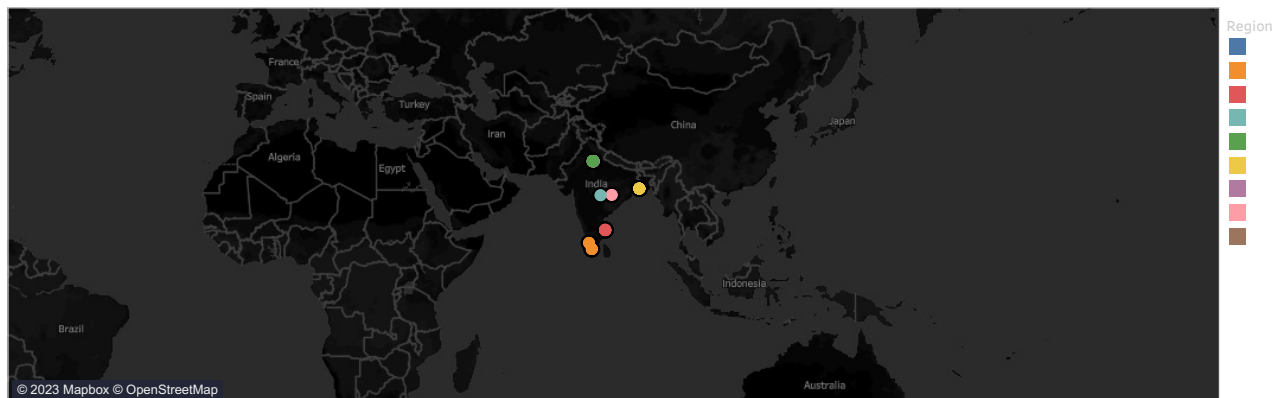 Region
France
Spain
Turkey
Japan
China
Iran
Algeria
Egypt
India
Indonesia
Brazil
Australia
© 2023 Mapbox © OpenStreetMap